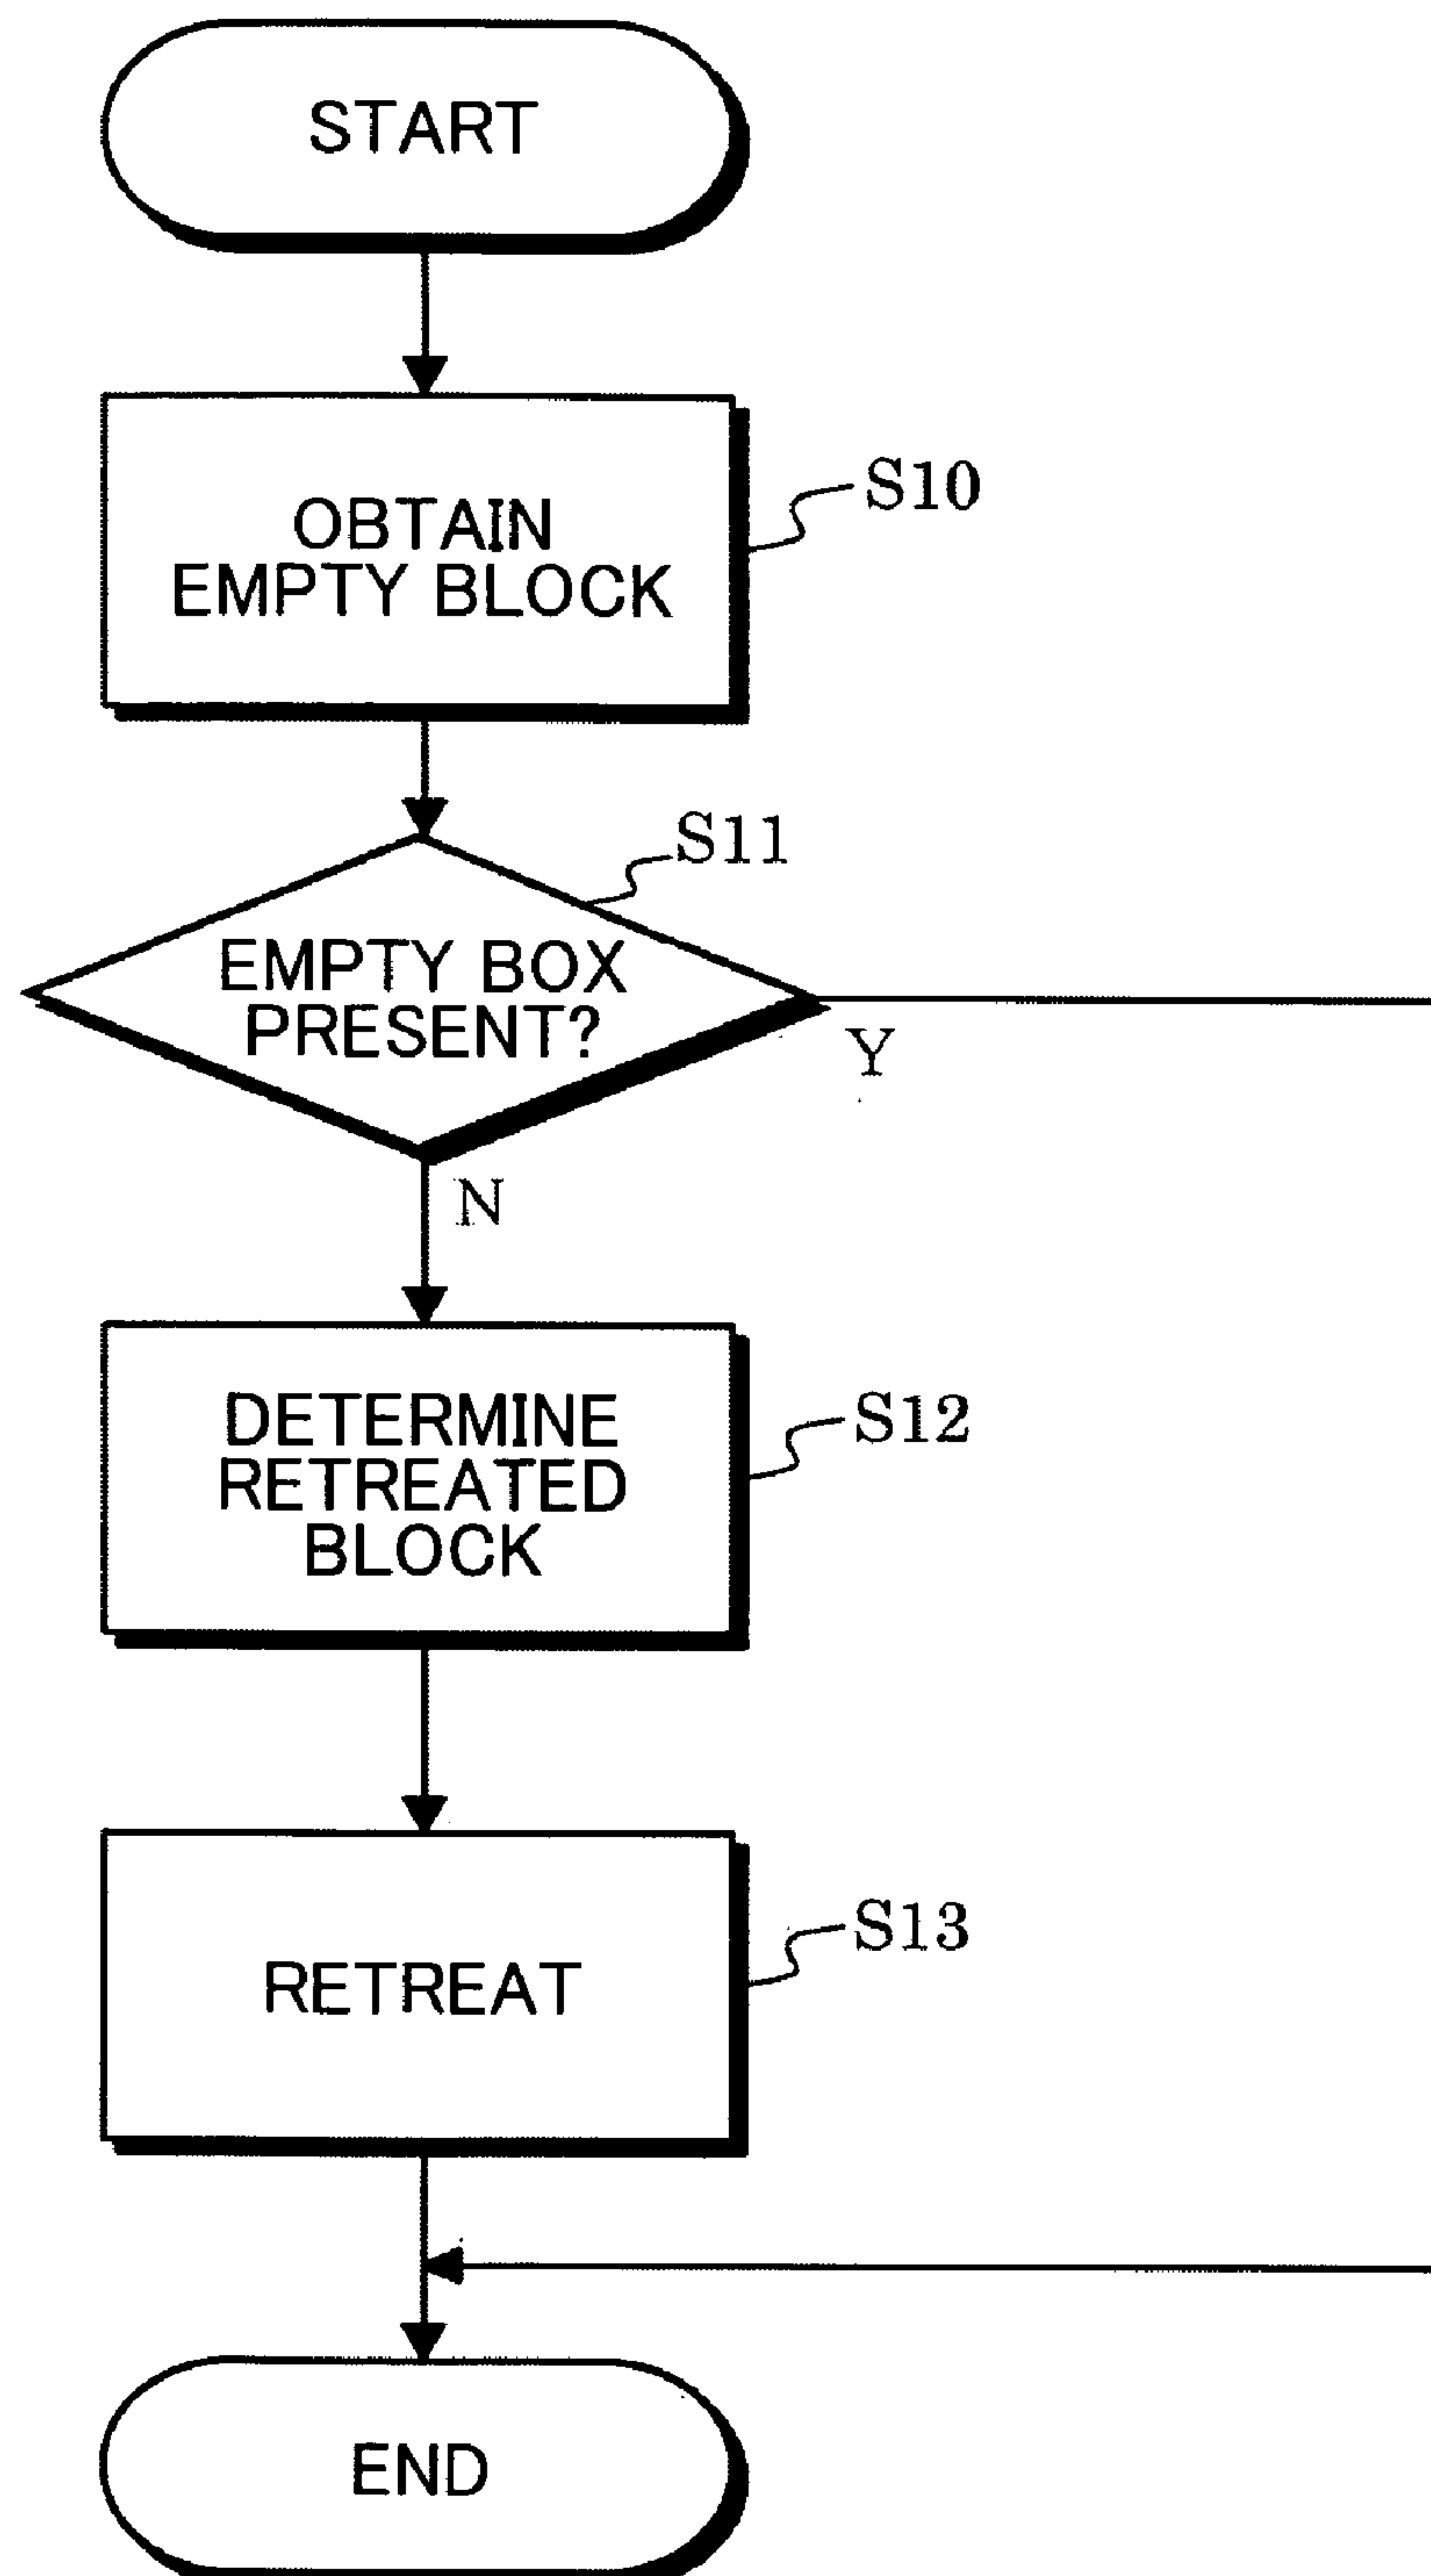 START
OBTAIN
EMPTY BLOCK
S10
S11
EMPTY BOX
PRESENT?
Y
N
DETERMINE
RETREATED
BLOCK
S12
RETREAT
S13
END